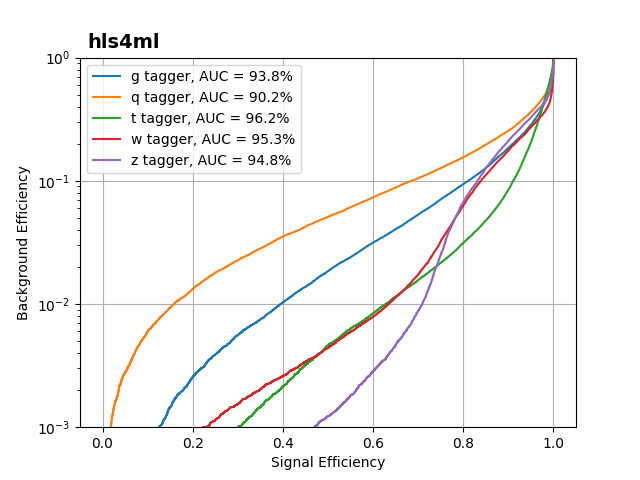 hls4ml
g tagger, AUC = 93.8%
q tagger, AUC = 90.2%
t tagger, AUC = 96.2%
w tagger, AUC = 95.3%
z tagger, AUC = 94.8%
Background Efficiency
10⁰
10⁻¹
10⁻²
10⁻³
0.0 0.2 0.4 0.6 0.8 1.0
Signal Efficiency